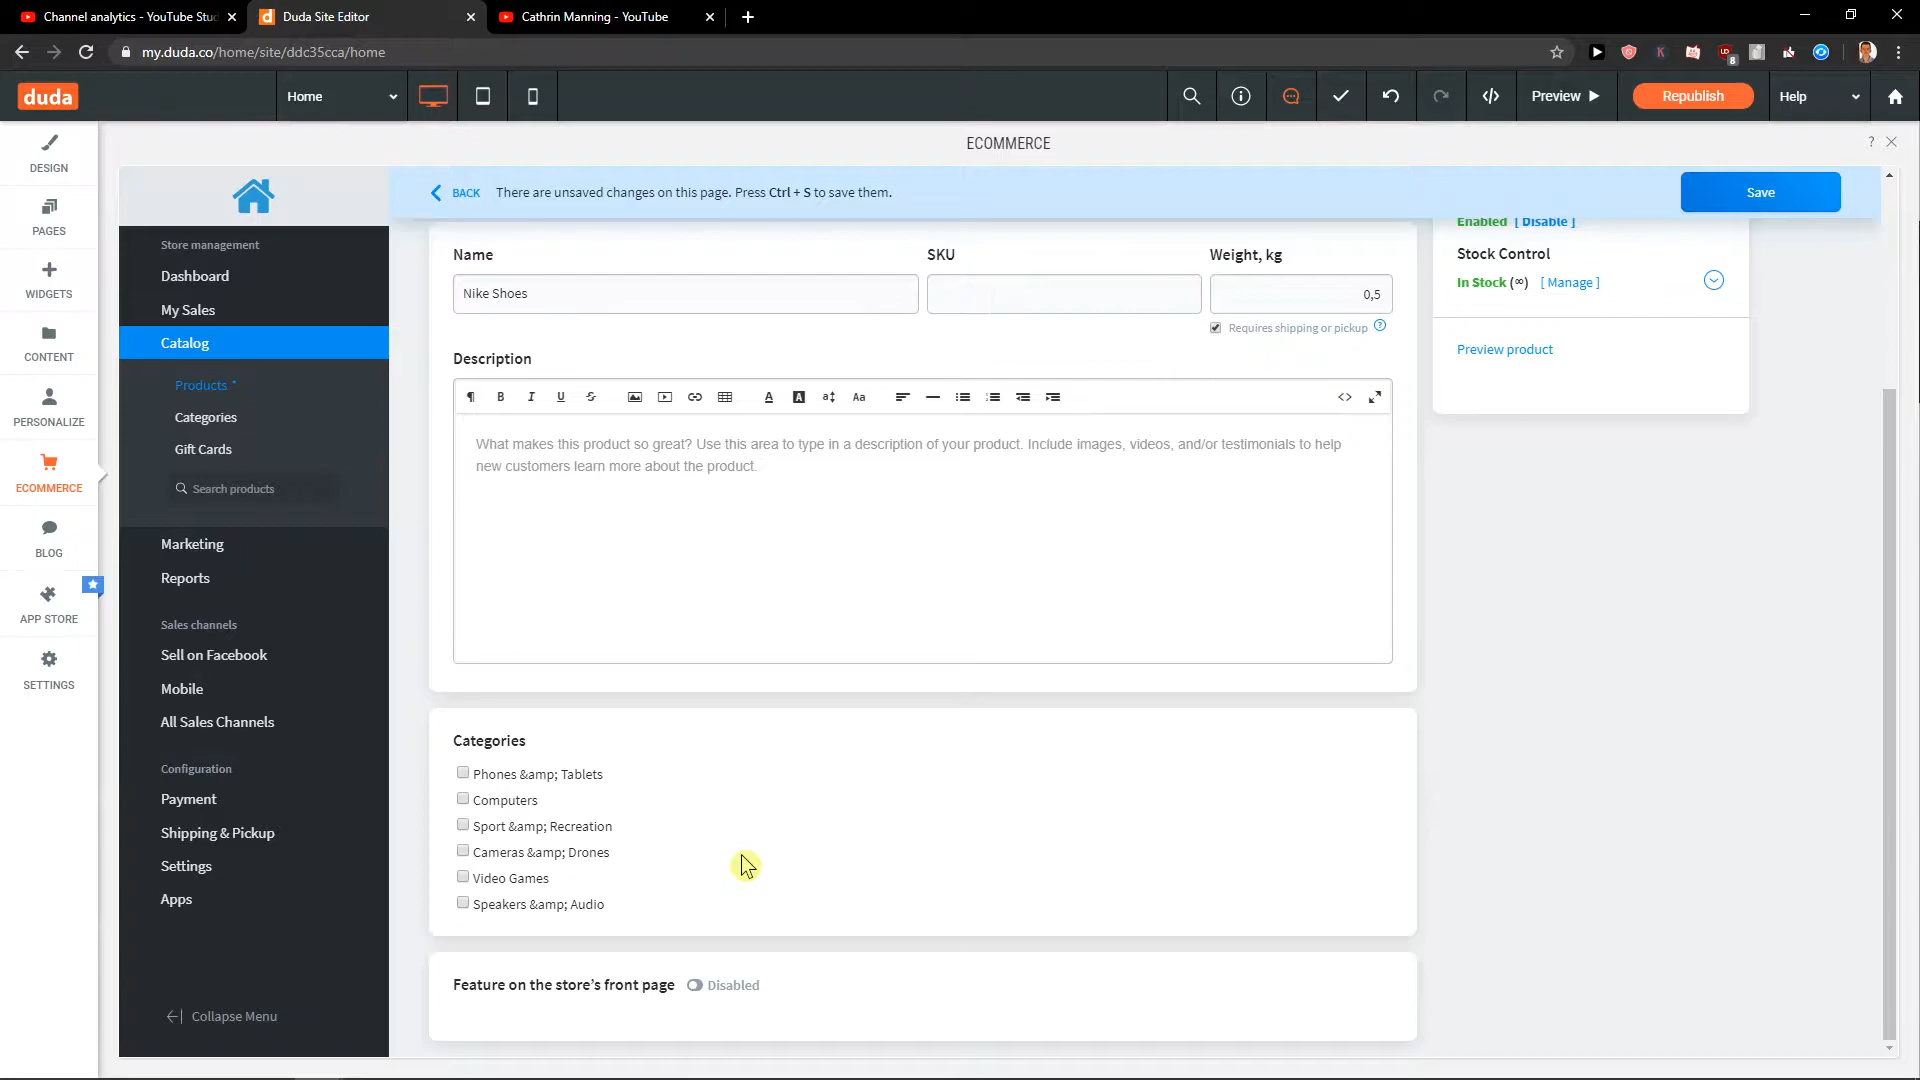 Channel analytics - YouTube Stud
Duda Site Editor
Cathrin Manning - YouTube
my.duda.co/home/site/ddc35cca/home
8
duda
Home
Preview
Republish
Help
ECOMMERCE
?
DESIGN
PAGES
WIDGETS
CONTENT
PERSONALIZE
ECOMMERCE
BLOG
APP STORE
SETTINGS
Store management
Dashboard
My Sales
Catalog
Products *
Categories
Gift Cards
Search products
Marketing
Reports
Sales channels
Sell on Facebook
Mobile
All Sales Channels
Configuration
Payment
Shipping & Pickup
Settings
Apps
Collapse Menu
BACK There are unsaved changes on this page. Press Ctrl + S to save them.
Save
Name
SKU
Weight, kg
Nike Shoes
0,5
Requires shipping or pickup ?
Description
What makes this product so great? Use this area to type in a description of your product. Include images, videos, and/or testimonials to help
new customers learn more about the product.
Categories
Phones &amp; Tablets
Computers
Sport &amp; Recreation
Cameras &amp; Drones
Video Games
Speakers &amp; Audio
Feature on the store's front page Disabled
Enabled [ Disable ]
Stock Control
In Stock (∞) [ Manage ]
Preview product